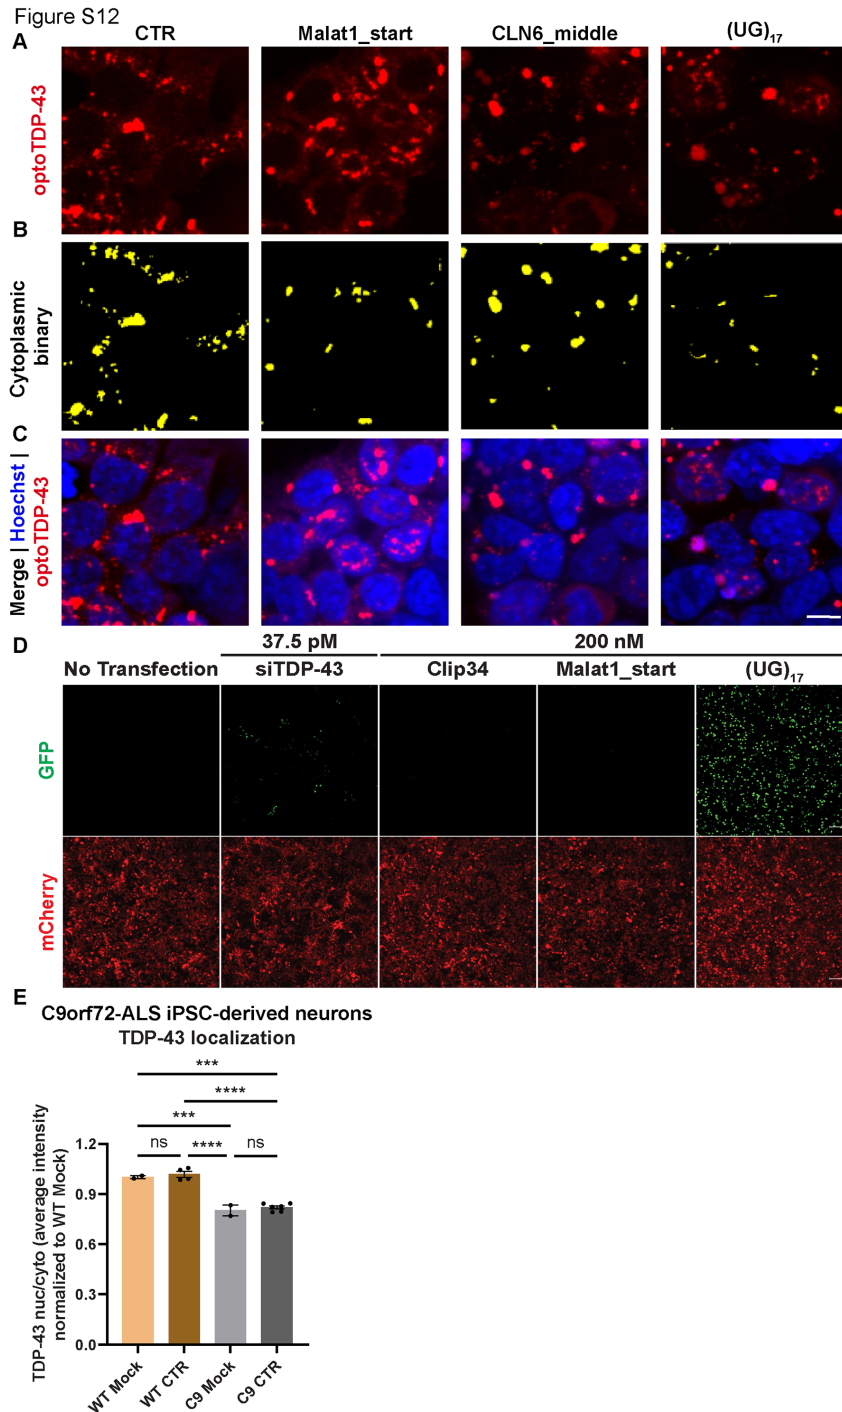 Figure S12
A
CTR
Malat1_start
CLN6_middle
(UG)17
optoTDP-43
B
Cytoplasmic
binary
C
Merge | Hoechst |
optoTDP-43
D
37.5 pM
200 nM
No Transfection
siTDP-43
Clip34
Malat1_start
(UG)17
GFP
mCherry
E
C9orf72-ALS iPSC-derived neurons
TDP-43 localization
***
****
***
ns
****
ns
TDP-43 nuc/cyto (average intensity
normalized to WT Mock)
1.2
0.9
0.6
0.3
0.0
WT Mock
WT CTR
C9 Mock
C9 CTR